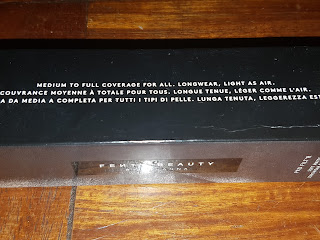 MEDIUM TO FULL COVERAGE FOR ALL. LONGWEAR, LIGHT AS AIR.
COUVRANCE MOYENNE À TOTALE POUR TOUS. LONGUE TENUE, LÉGER COMME L'AIR.
A DA MEDIA A COMPLETA PER TUTTI I TIPI DI PELLE. LUNGA TENUTA, LEGGEREZZA EST
FENTY BEAUTY